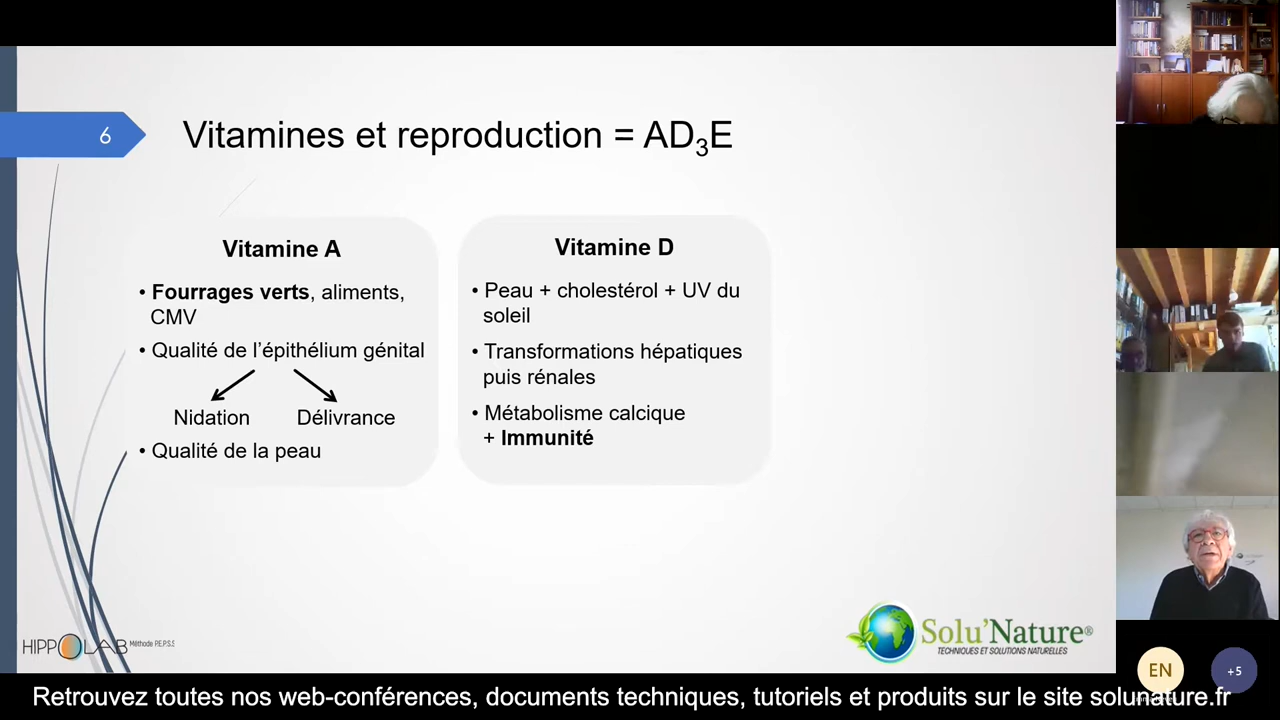 6
Vitamines et reproduction = AD₃E
Vitamine A
• Fourrages verts, aliments,
CMV
• Qualité de l’épithélium génital
Nidation Délivrance
• Qualité de la peau
Vitamine D
• Peau + cholestérol + UV du
soleil
• Transformations hépatiques
puis rénales
• Métabolisme calcique
+ Immunité
HIPPOLAB Méthode P.E.P.S.S
Solu’Nature®
TECHNIQUES ET SOLUTIONS NATURELLES
EN
+5
Retrouvez toutes nos web-conférences, documents techniques, tutoriels et produits sur le site solunature.fr